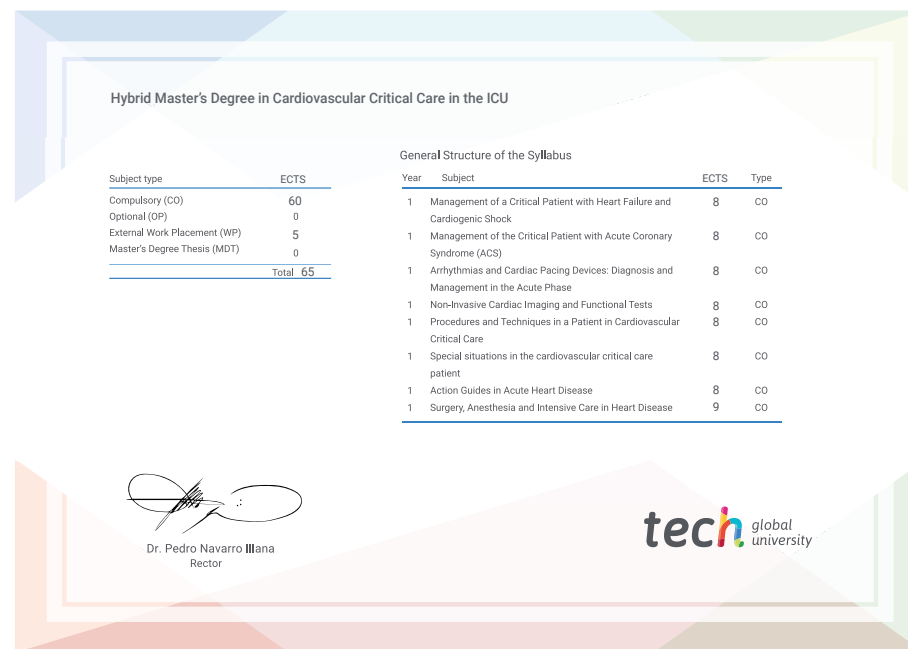 Hybrid Master's Degree in Cardiovascular Critical Care in the ICU
Subject type ECTS
Compulsory (CO) 60
Optional (OP) 0
External Work Placement (WP) 5
Master's Degree Thesis (MDT) 0
Total 65
General Structure of the Syllabus
Year Subject ECTS Type
1 Management of a Critical Patient with Heart Failure and 8 CO
Cardiogenic Shock
1 Management of the Critical Patient with Acute Coronary 8 CO
Syndrome (ACS)
1 Arrhythmias and Cardiac Pacing Devices: Diagnosis and 8 CO
Management in the Acute Phase
1 Non-Invasive Cardiac Imaging and Functional Tests 8 CO
1 Procedures and Techniques in a Patient in Cardiovascular 8 CO
Critical Care
1 Special situations in the cardiovascular critical care 8 CO
patient
1 Action Guides in Acute Heart Disease 8 CO
1 Surgery, Anesthesia and Intensive Care in Heart Disease 9 CO
Dr. Pedro Navarro Illana
Rector
tech global
university